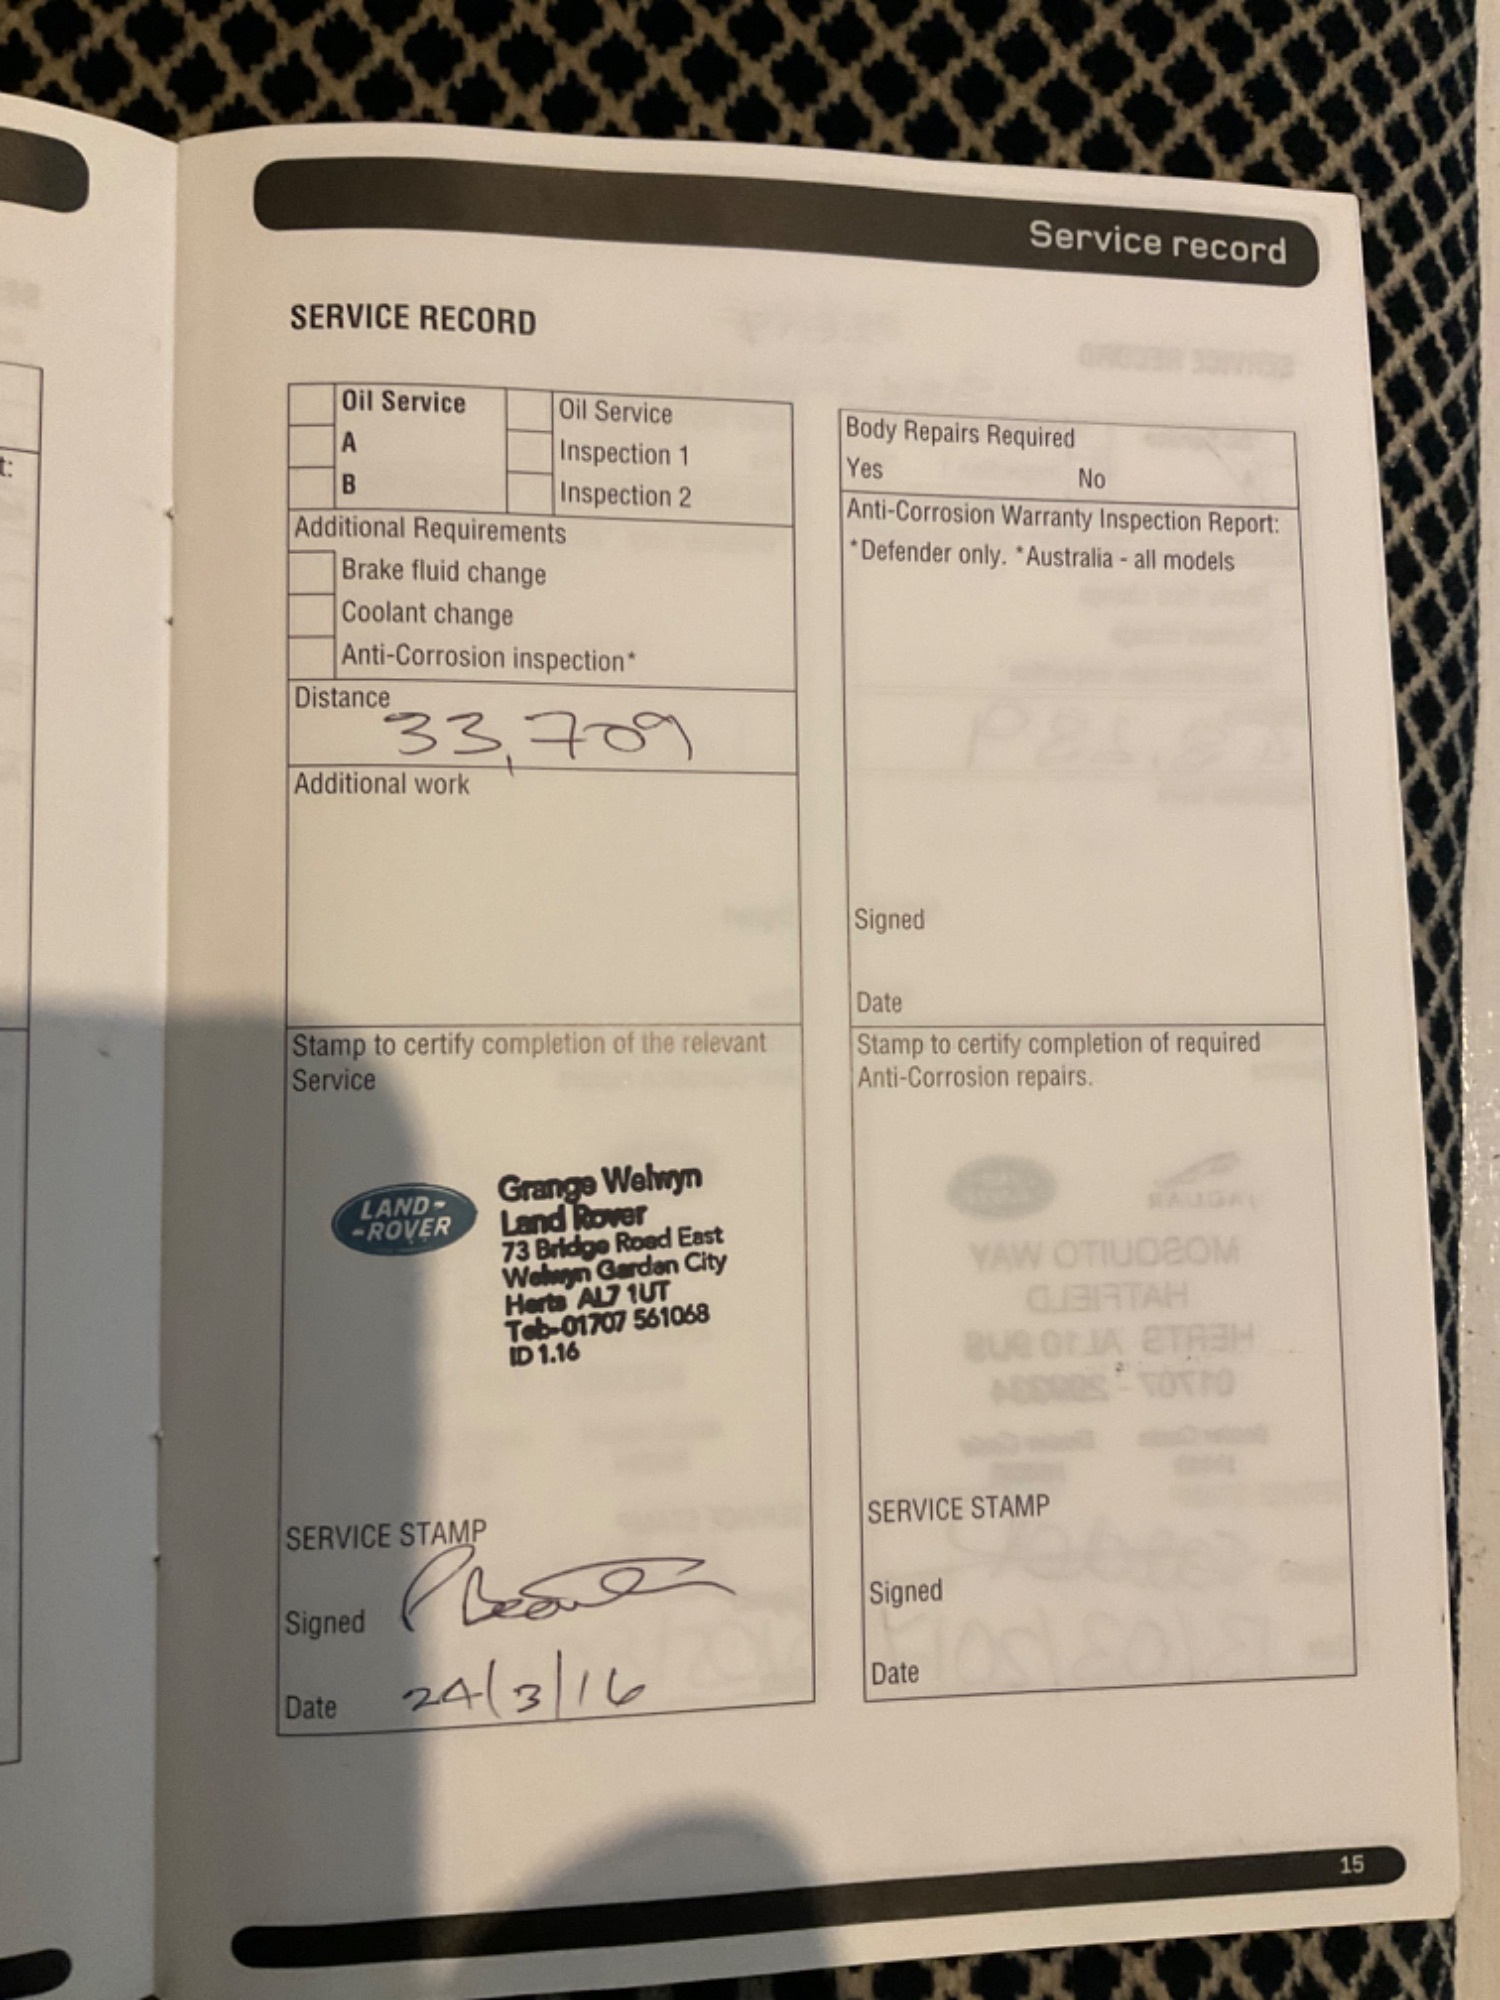 Service record
SERVICE RECORD
Oil Service
A
B
Oil Service
Inspection 1
Inspection 2
Additional Requirements
Brake fluid change
Coolant change
Anti-Corrosion inspection*
Distance
33,709
Additional work
Stamp to certify completion of the relevant
Service
LAND-
-ROVER
Grange Welwyn
Land Rover
73 Bridge Road East
Welwyn Garden City
Herts AL7 1UT
Tel:-01707 561068
ID 1.16
SERVICE STAMP
Signed
Date 24/3/16
Body Repairs Required
Yes No
Anti-Corrosion Warranty Inspection Report:
*Defender only. *Australia - all models
Signed
Date
Stamp to certify completion of required
Anti-Corrosion repairs.
SERVICE STAMP
Signed
Date
15
t: